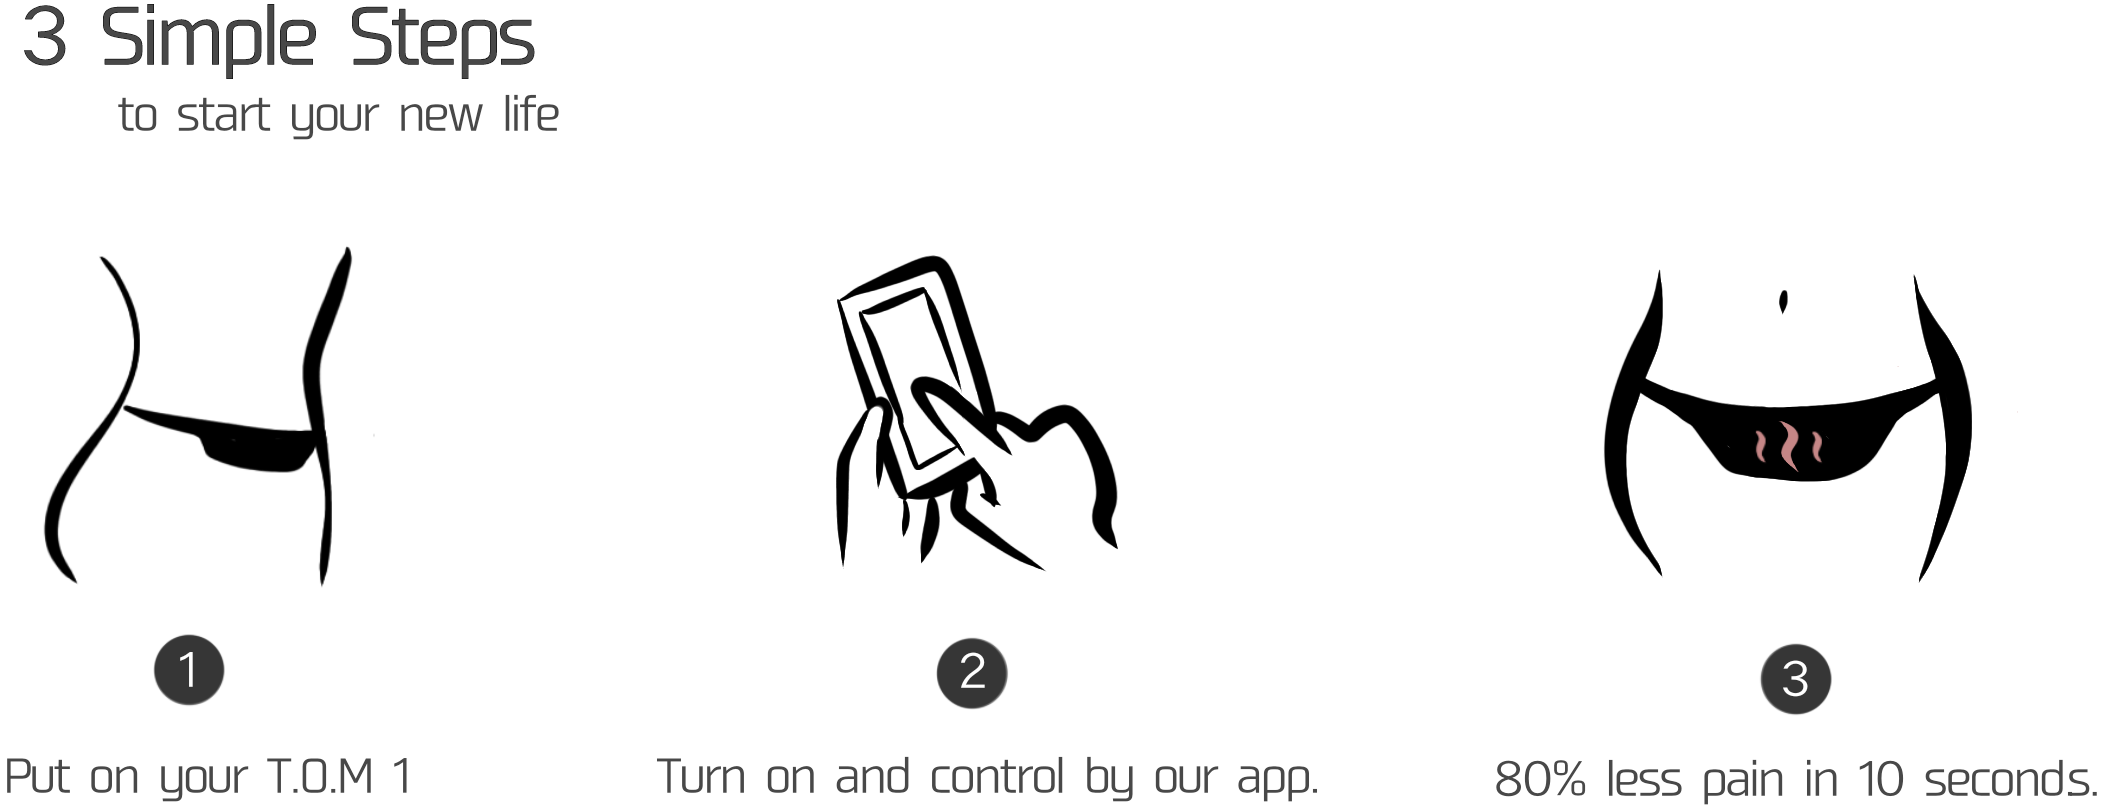 3 Simple Steps
to start your new life
1
2
3
Put on your T.O.M 1
Turn on and control by our app.
80% less pain in 10 seconds.